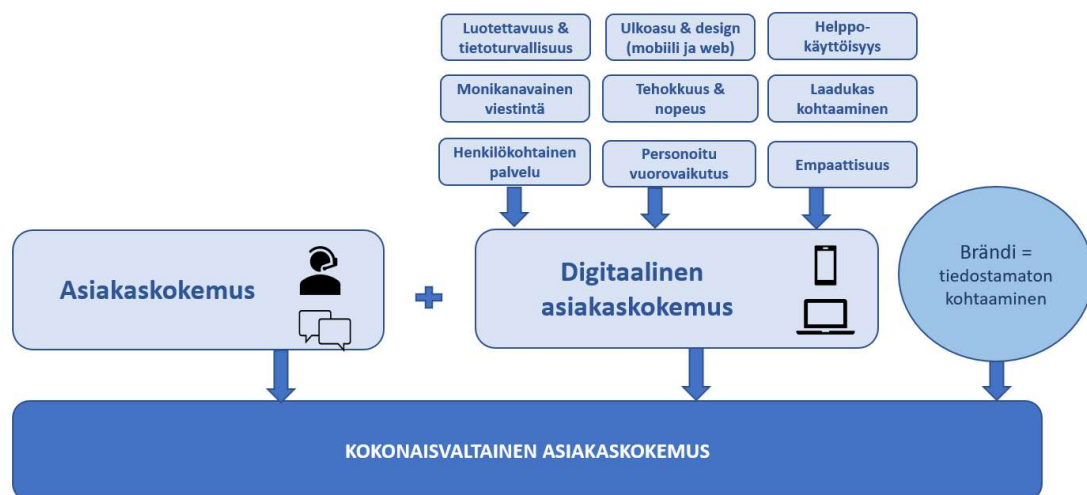 Luotettavuus &
tietoturvallisuus
Ulkoasu & design
(mobiili ja web)
Helppo-
käyttöisyys
Monikanavainen
viestintä
Tehokkuus &
nopeus
Laadukas
kohtaaminen
Henkilökohtainen
palvelu
Personoitu
vuorovaikutus
Empaattisuus
Asiakaskokemus
Digitaalinen
asiakaskokemus
Brändi =
tiedostamaton
kohtaaminen
KOKONAISVALTAINEN ASIAKASKOKEMUS